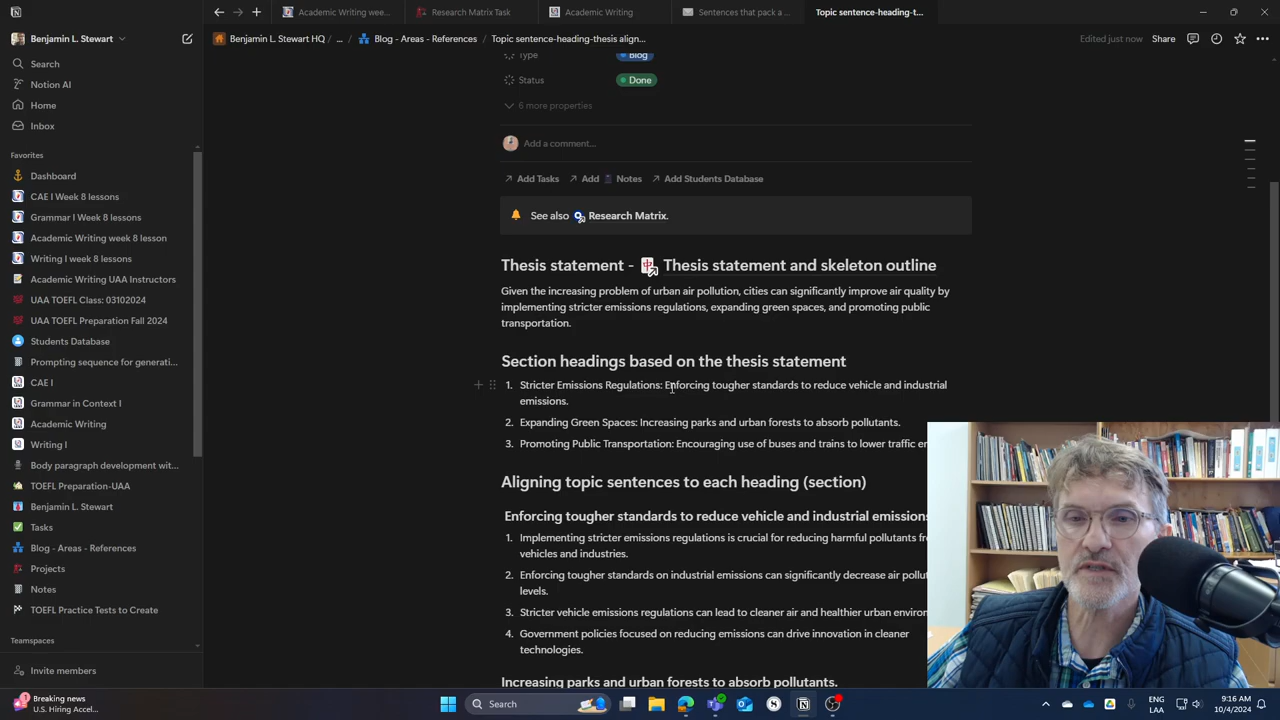 Academic Writing wee...
Research Matrix Task
Academic Writing
Sentences that pack a ...
Topic sentence-heading-t...
Benjamin L. Stewart
Benjamin L. Stewart HQ / ... / Blog - Areas - References / Topic sentence-heading-thesis align...
Edited just now
Share
Search
Notion AI
Home
Inbox
Favorites
Dashboard
CAE I Week 8 lessons
Grammar I Week 8 lessons
Academic Writing week 8 lesson
Writing I week 8 lessons
Academic Writing UAA Instructors
UAA TOEFL Class: 03102024
UAA TOEFL Preparation Fall 2024
Students Database
Prompting sequence for generati...
CAE I
Grammar in Context I
Academic Writing
Writing I
Body paragraph development wit...
TOEFL Preparation-UAA
Benjamin L. Stewart
Tasks
Blog - Areas - References
Projects
Notes
TOEFL Practice Tests to Create
Teamspaces
Invite members
Type Blog
Status Done
6 more properties
Add a comment...
Add Tasks Add Notes Add Students Database
See also Research Matrix.
Thesis statement - 中 Thesis statement and skeleton outline
Given the increasing problem of urban air pollution, cities can significantly improve air quality by
implementing stricter emissions regulations, expanding green spaces, and promoting public
transportation.
Section headings based on the thesis statement
1. Stricter Emissions Regulations: Enforcing tougher standards to reduce vehicle and industrial
emissions.
2. Expanding Green Spaces: Increasing parks and urban forests to absorb pollutants.
3. Promoting Public Transportation: Encouraging use of buses and trains to lower traffic
Aligning topic sentences to each heading (section)
Enforcing tougher standards to reduce vehicle and industrial emissions
1. Implementing stricter emissions regulations is crucial for reducing harmful pollutants
vehicles and industries.
2. Enforcing tougher standards on industrial emissions can significantly decrease air
levels.
3. Stricter vehicle emissions regulations can lead to cleaner air and healthier urban
4. Government policies focused on reducing emissions can drive innovation in cleaner
technologies.
Increasing parks and urban forests to absorb pollutants.
1
Breaking news
U.S. Hiring Accel...
Search
ENG
LAA
9:16 AM
10/4/2024